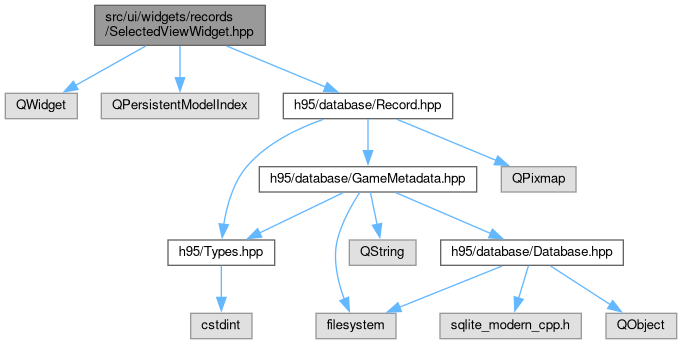 src/ui/widgets/records
/SelectedViewWidget.hpp
QWidget
QPersistentModelIndex
h95/database/Record.hpp
h95/database/GameMetadata.hpp
QPixmap
h95/Types.hpp
QString
h95/database/Database.hpp
cstdint
filesystem
sqlite_modern_cpp.h
QObject